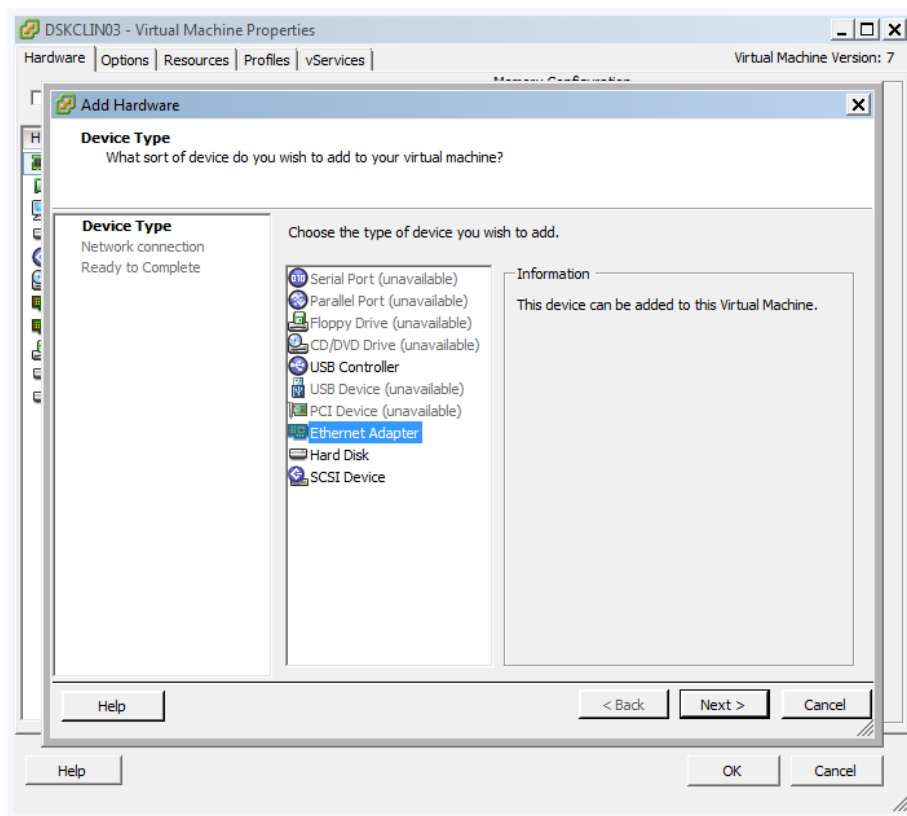 DSKCLIN03 - Virtual Machine Properties
Hardware Options Resources Profiles vServices Virtual Machine Version: 7
Add Hardware
Device Type
What sort of device do you wish to add to your virtual machine?
Device Type
Network connection
Ready to Complete
Choose the type of device you wish to add.
Serial Port (unavailable)
Parallel Port (unavailable)
Floppy Drive (unavailable)
CD/DVD Drive (unavailable)
USB Controller
USB Device (unavailable)
PCI Device (unavailable)
Ethernet Adapter
Hard Disk
SCSI Device
Information
This device can be added to this Virtual Machine.
Help < Back Next > Cancel
Help OK Cancel